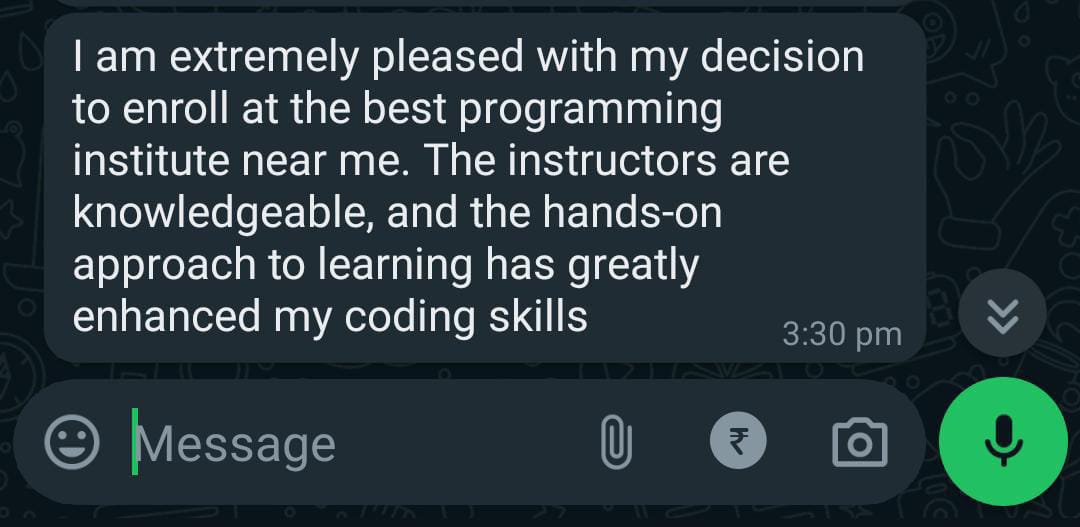 I am extremely pleased with my decision
to enroll at the best programming
institute near me. The instructors are
knowledgeable, and the hands-on
approach to learning has greatly
enhanced my coding skills
3:30 pm
Message
₹